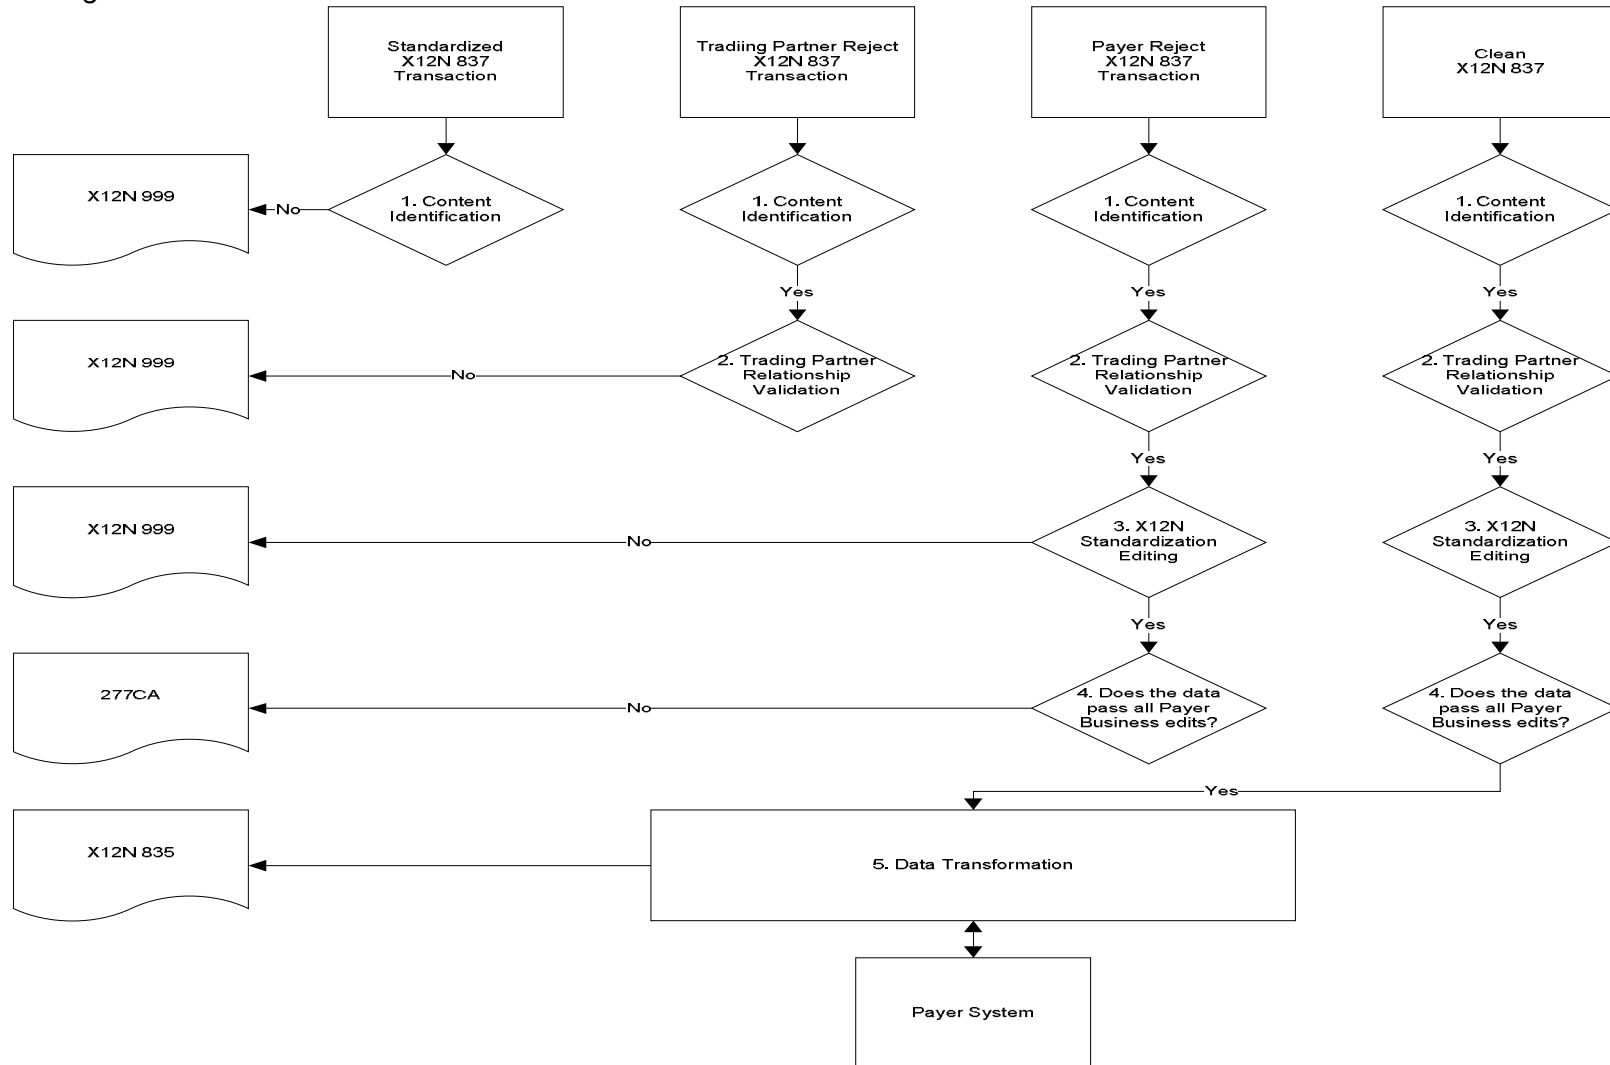 Standardized
X12N 837
Transaction
Tradiing Partner Reject
X12N 837
Transaction
Payer Reject
X12N 837
Transaction
Clean
X12N 837
X12N 999
No
1. Content
Identification
1. Content
Identification
1. Content
Identification
1. Content
Identification
Yes
Yes
Yes
X12N 999
No
2. Trading Partner
Relationship
Validation
2. Trading Partner
Relationship
Validation
2. Trading Partner
Relationship
Validation
Yes
Yes
X12N 999
No
3. X12N
Standardization
Editing
3. X12N
Standardization
Editing
Yes
Yes
277CA
No
4. Does the data
pass all Payer
Business edits?
4. Does the data
pass all Payer
Business edits?
Yes
X12N 835
5. Data Transformation
Payer System